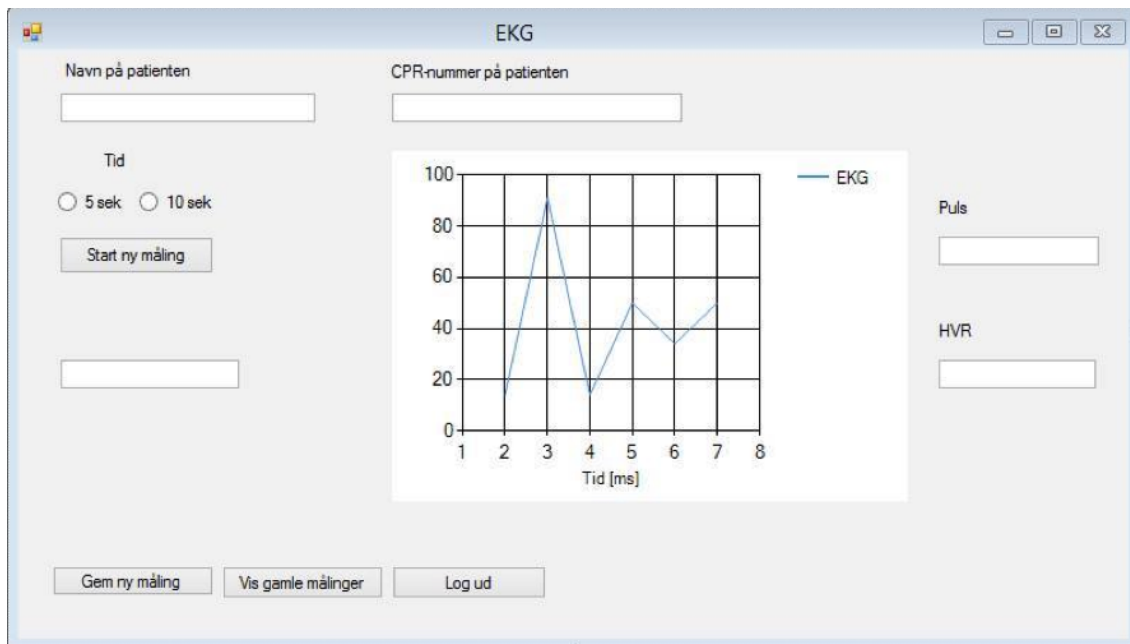 EKG
Navn på patienten
CPR-nummer på patienten
Tid
5 sek
10 sek
Start ny måling
100
80
60
40
20
0
1 2 3 4 5 6 7 8
Tid [ms]
EKG
Puls
HVR
Gem ny måling
Vis gamle målinger
Log ud